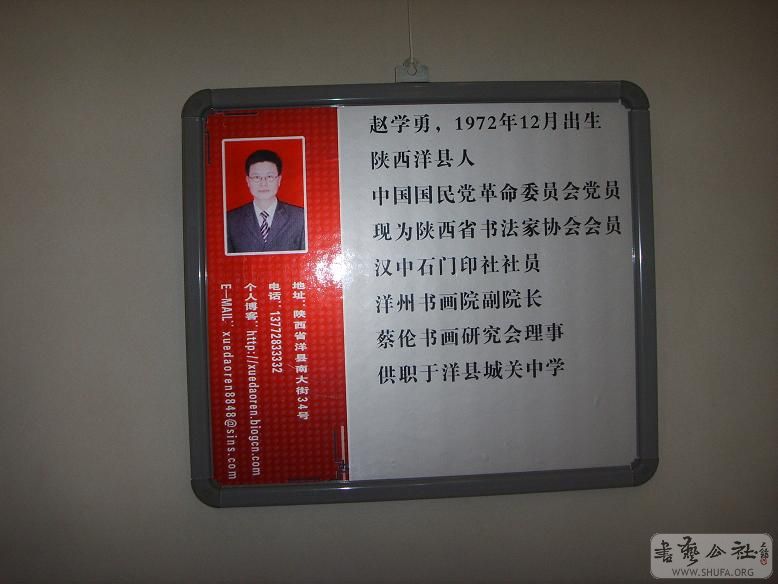 赵学勇，1972年12月出生
陕西洋县人
中国国民党革命委员会党员
现为陕西省书法家协会会员
汉中石门印社社员
洋州书画院副院长
蔡伦书画研究会理事
供职于洋县城关中学
地址：陕西省洋县南大街34号
电话：13772833332
个人博客：http://xuedaoren.blogcn.com
E—MAIL：xuedaoren8848@sins.com
書藝公社
WWW.SHUFA.ORG